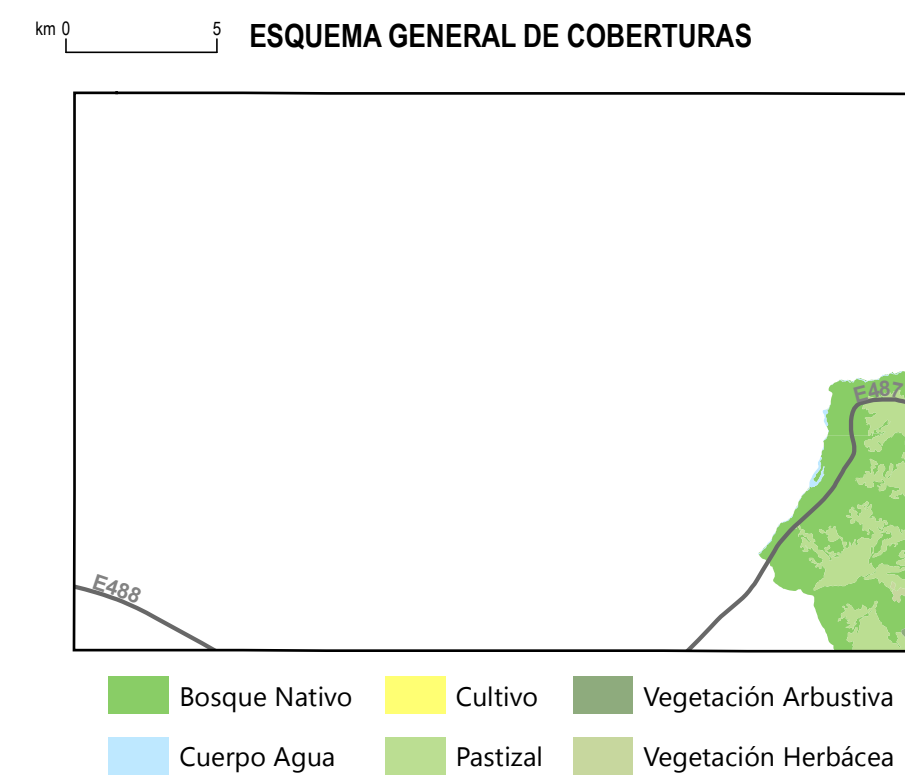 km 0 5
ESQUEMA GENERAL DE COBERTURAS
E487
E488
Bosque Nativo Cultivo Vegetación Arbustiva
Cuerpo Agua Pastizal Vegetación Herbácea